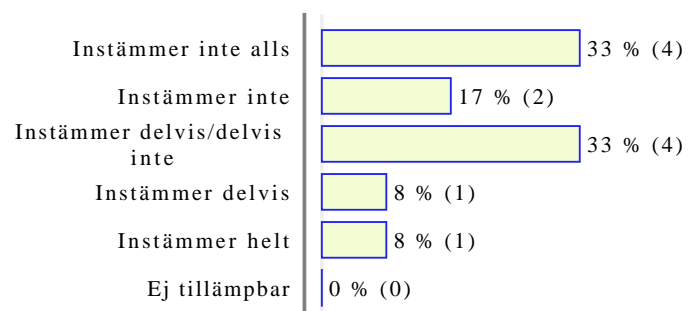 Instämmer inte alls 33 % (4)
Instämmer inte 17 % (2)
Instämmer delvis/delvis
inte 33 % (4)
Instämmer delvis 8 % (1)
Instämmer helt 8 % (1)
Ej tillämpbar 0 % (0)